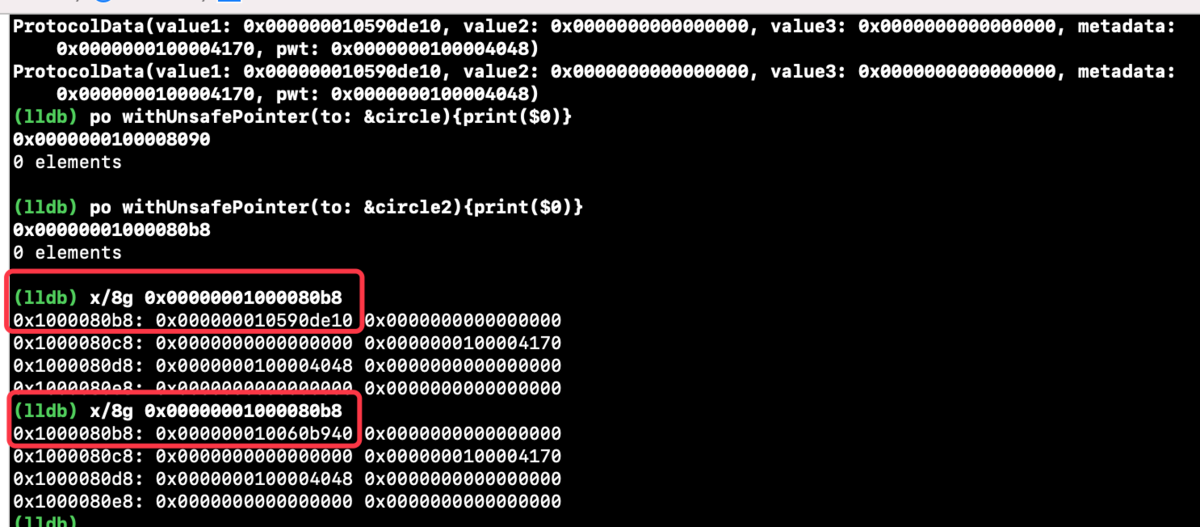 ProtocolData(value1: 0x000000010590de10, value2: 0x0000000000000000, value3: 0x0000000000000000, metadata:
0x0000000100004170, pwt: 0x0000000100004048)
ProtocolData(value1: 0x000000010590de10, value2: 0x0000000000000000, value3: 0x0000000000000000, metadata:
0x0000000100004170, pwt: 0x0000000100004048)
(lldb) po withUnsafePointer(to: &circle){print($0)}
0x0000000100008090
0 elements
(lldb) po withUnsafePointer(to: &circle2){print($0)}
0x00000001000080b8
0 elements
(lldb) x/8g 0x00000001000080b8
0x1000080b8: 0x000000010590de10 0x0000000000000000
0x1000080c8: 0x0000000000000000 0x0000000100004170
0x1000080d8: 0x0000000100004048 0x0000000000000000
0x1000080e8: 0x0000000000000000 0x0000000000000000
(lldb) x/8g 0x00000001000080b8
0x1000080b8: 0x000000010060b940 0x0000000000000000
0x1000080c8: 0x0000000000000000 0x0000000100004170
0x1000080d8: 0x0000000100004048 0x0000000000000000
0x1000080e8: 0x0000000000000000 0x0000000000000000
(lldb)